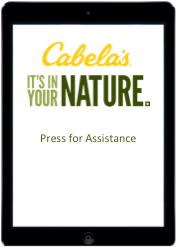 Cabela's
IT'S IN
YOUR NATURE.
Press for Assistance